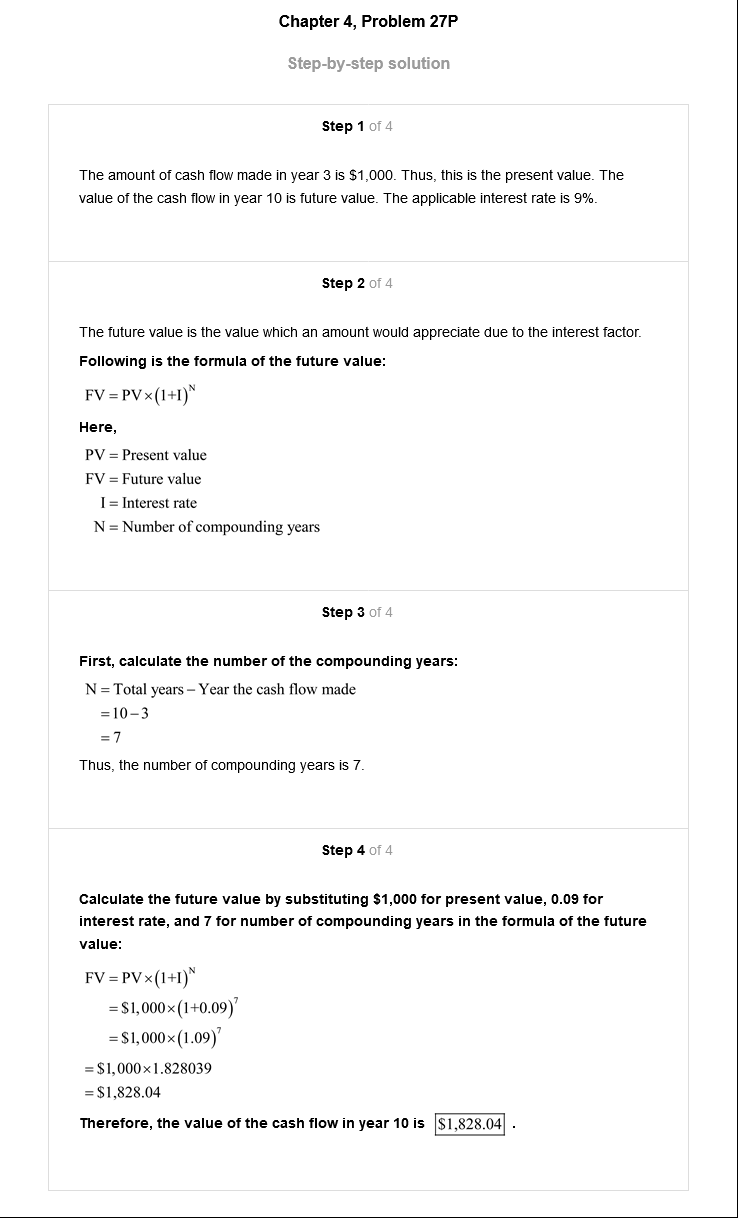 Chapter 4, Problem 27P
Step-by-step solution
Step 1 of 4
The amount of cash flow made in year 3 is $1,000. Thus, this is the present value. The
value of the cash flow in year 10 is future value. The applicable interest rate is 9%.
Step 2 of 4
The future value is the value which an amount would appreciate due to the interest factor.
Following is the formula of the future value:
FV = PV×(1+I)^N
Here,
PV = Present value
FV = Future value
I = Interest rate
N = Number of compounding years
Step 3 of 4
First, calculate the number of the compounding years:
N = Total years – Year the cash flow made
= 10 – 3
= 7
Thus, the number of compounding years is 7.
Step 4 of 4
Calculate the future value by substituting $1,000 for present value, 0.09 for
interest rate, and 7 for number of compounding years in the formula of the future
value:
FV = PV×(1+I)^N
= $1,000×(1+0.09)^7
= $1,000×(1.09)^7
= $1,000×1.828039
= $1,828.04
Therefore, the value of the cash flow in year 10 is $1,828.04 .